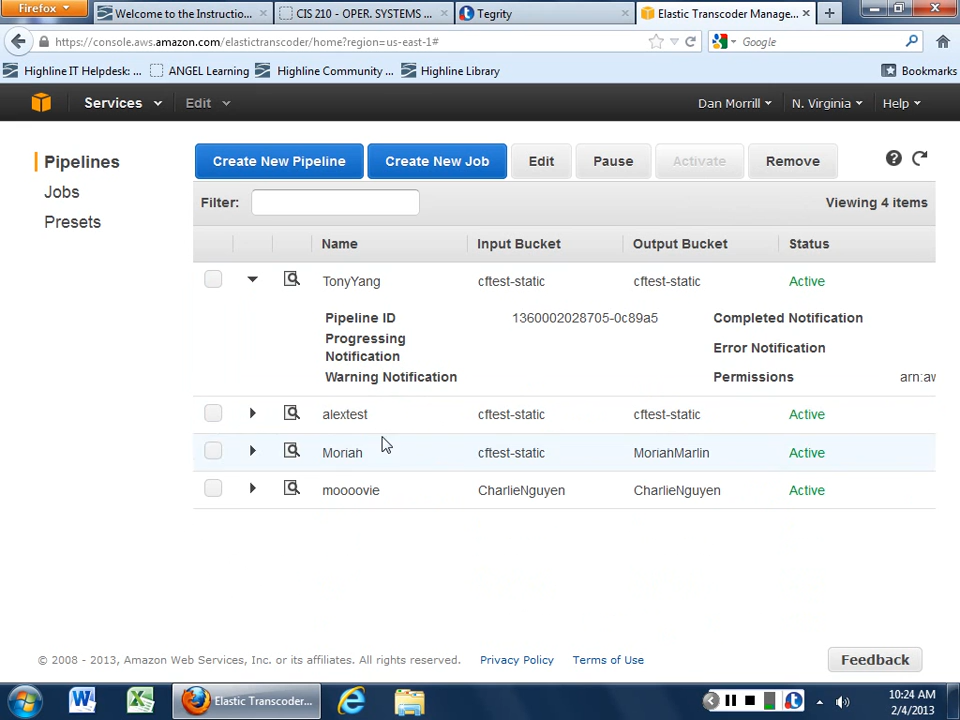 Firefox
Welcome to the Instructio...
CIS 210 - OPER. SYSTEMS ...
Tegrity
Elastic Transcoder Manage...
https://console.aws.amazon.com/elastictranscoder/home?region=us-east-1#
Google
Highline IT Helpdesk: ...
ANGEL Learning
Highline Community ...
Highline Library
Bookmarks
Services
Edit
Dan Morrill
N. Virginia
Help
Pipelines
Jobs
Presets
Create New Pipeline
Create New Job
Edit
Pause
Activate
Remove
Filter:
Viewing 4 items
Name Input Bucket Output Bucket Status
TonyYang cftest-static cftest-static Active
Pipeline ID 1360002028705-0c89a5 Completed Notification
Progressing Notification
Error Notification
Warning Notification
Permissions arn:aw
alextest cftest-static cftest-static Active
Moriah cftest-static MoriahMarlin Active
moooovie CharlieNguyen CharlieNguyen Active
© 2008 - 2013, Amazon Web Services, Inc. or its affiliates. All rights reserved. Privacy Policy Terms of Use
Feedback
Elastic Transcoder...
10:24 AM
2/4/2013